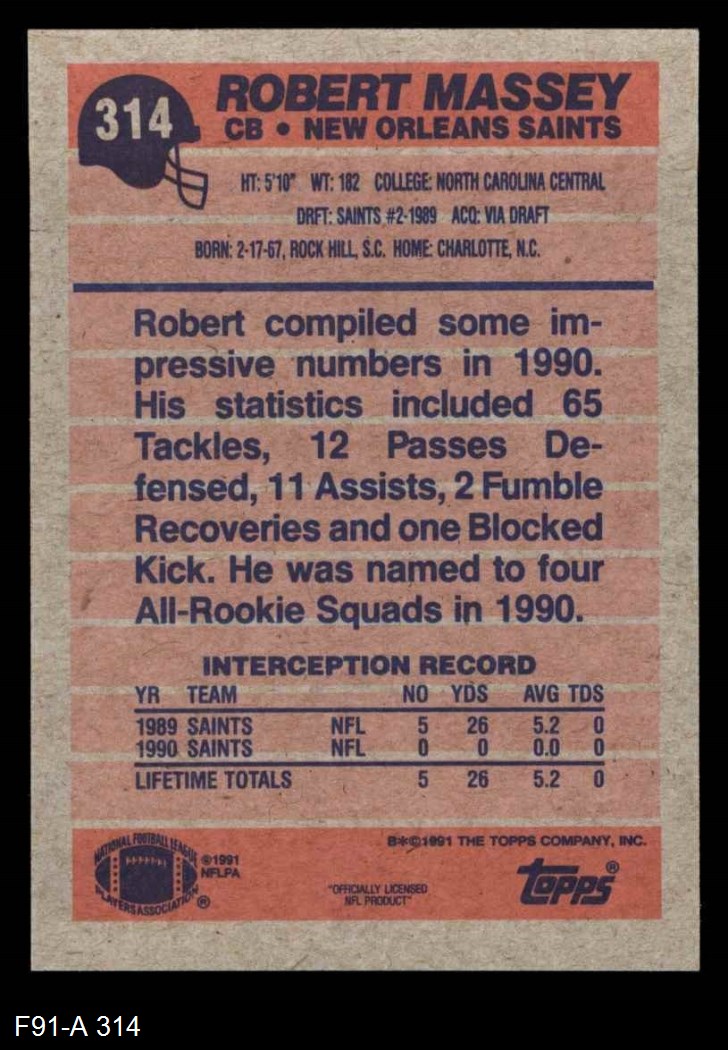 314
ROBERT MASSEY
CB • NEW ORLEANS SAINTS
HT: 5'10" WT: 182 COLLEGE: NORTH CAROLINA CENTRAL
DRFT: SAINTS #2-1989 ACQ: VIA DRAFT
BORN: 2-17-67, ROCK HILL, S.C. HOME: CHARLOTTE, N.C.
Robert compiled some im-
pressive numbers in 1990.
His statistics included 65
Tackles, 12 Passes De-
fensed, 11 Assists, 2 Fumble
Recoveries and one Blocked
Kick. He was named to four
All-Rookie Squads in 1990.
INTERCEPTION RECORD
YR TEAM NO YDS AVG TDS
1989 SAINTS NFL 5 26 5.2 0
1990 SAINTS NFL 0 0 0.0 0
LIFETIME TOTALS 5 26 5.2 0
NATIONAL FOOTBALL LEAGUE
PLAYERS ASSOCIATION ®
©1991
NFLPA
"OFFICIALLY LICENSED
NFL PRODUCT"
B*©1991 THE TOPPS COMPANY, INC.
topps®
F91-A 314